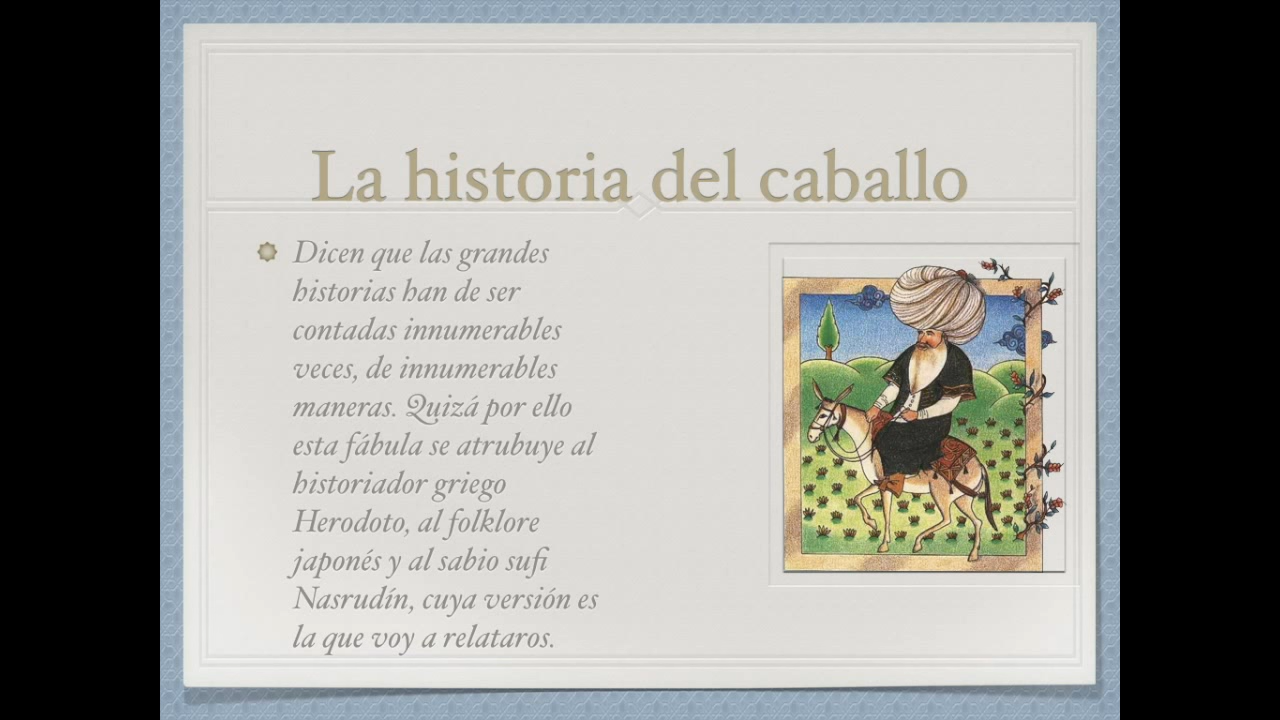 La historia del caballo
Dicen que las grandes
historias han de ser
contadas innumerables
veces, de innumerables
maneras. Quizá por ello
esta fábula se atrubuye al
historiador griego
Herodoto, al folklore
japonés y al sabio sufi
Nasrudín, cuya versión es
la que voy a relataros.